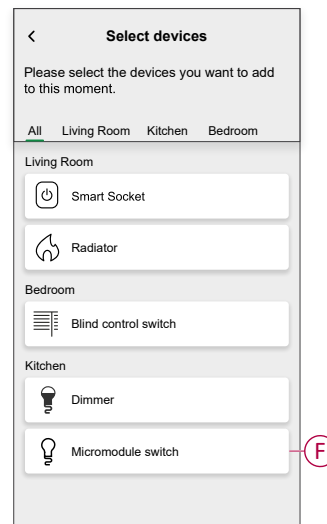 Select devices
Please select the devices you want to add
to this moment.
All Living Room Kitchen Bedroom
Living Room
Smart Socket
Radiator
Bedroom
Blind control switch
Kitchen
Dimmer
Micromodule switch
F